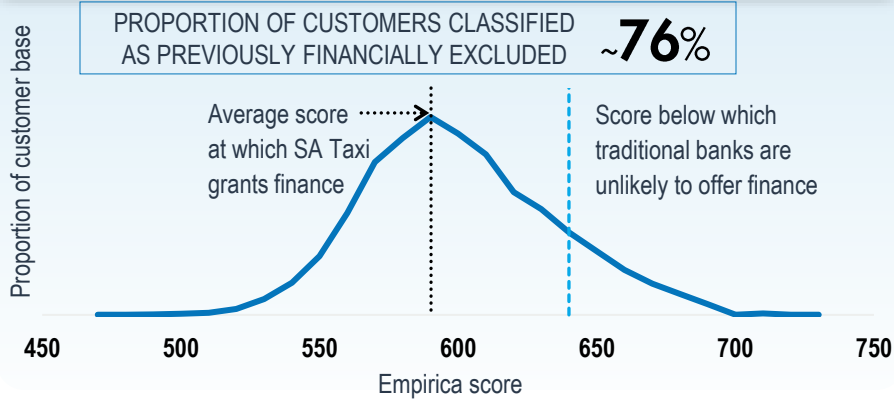 PROPORTION OF CUSTOMERS CLASSIFIED
AS PREVIOUSLY FINANCIALLY EXCLUDED
~76%
Proportion of customer base
Average score
at which SA Taxi
grants finance
Score below which
traditional banks are
unlikely to offer finance
450 500 550 600 650 700 750
Empirica score